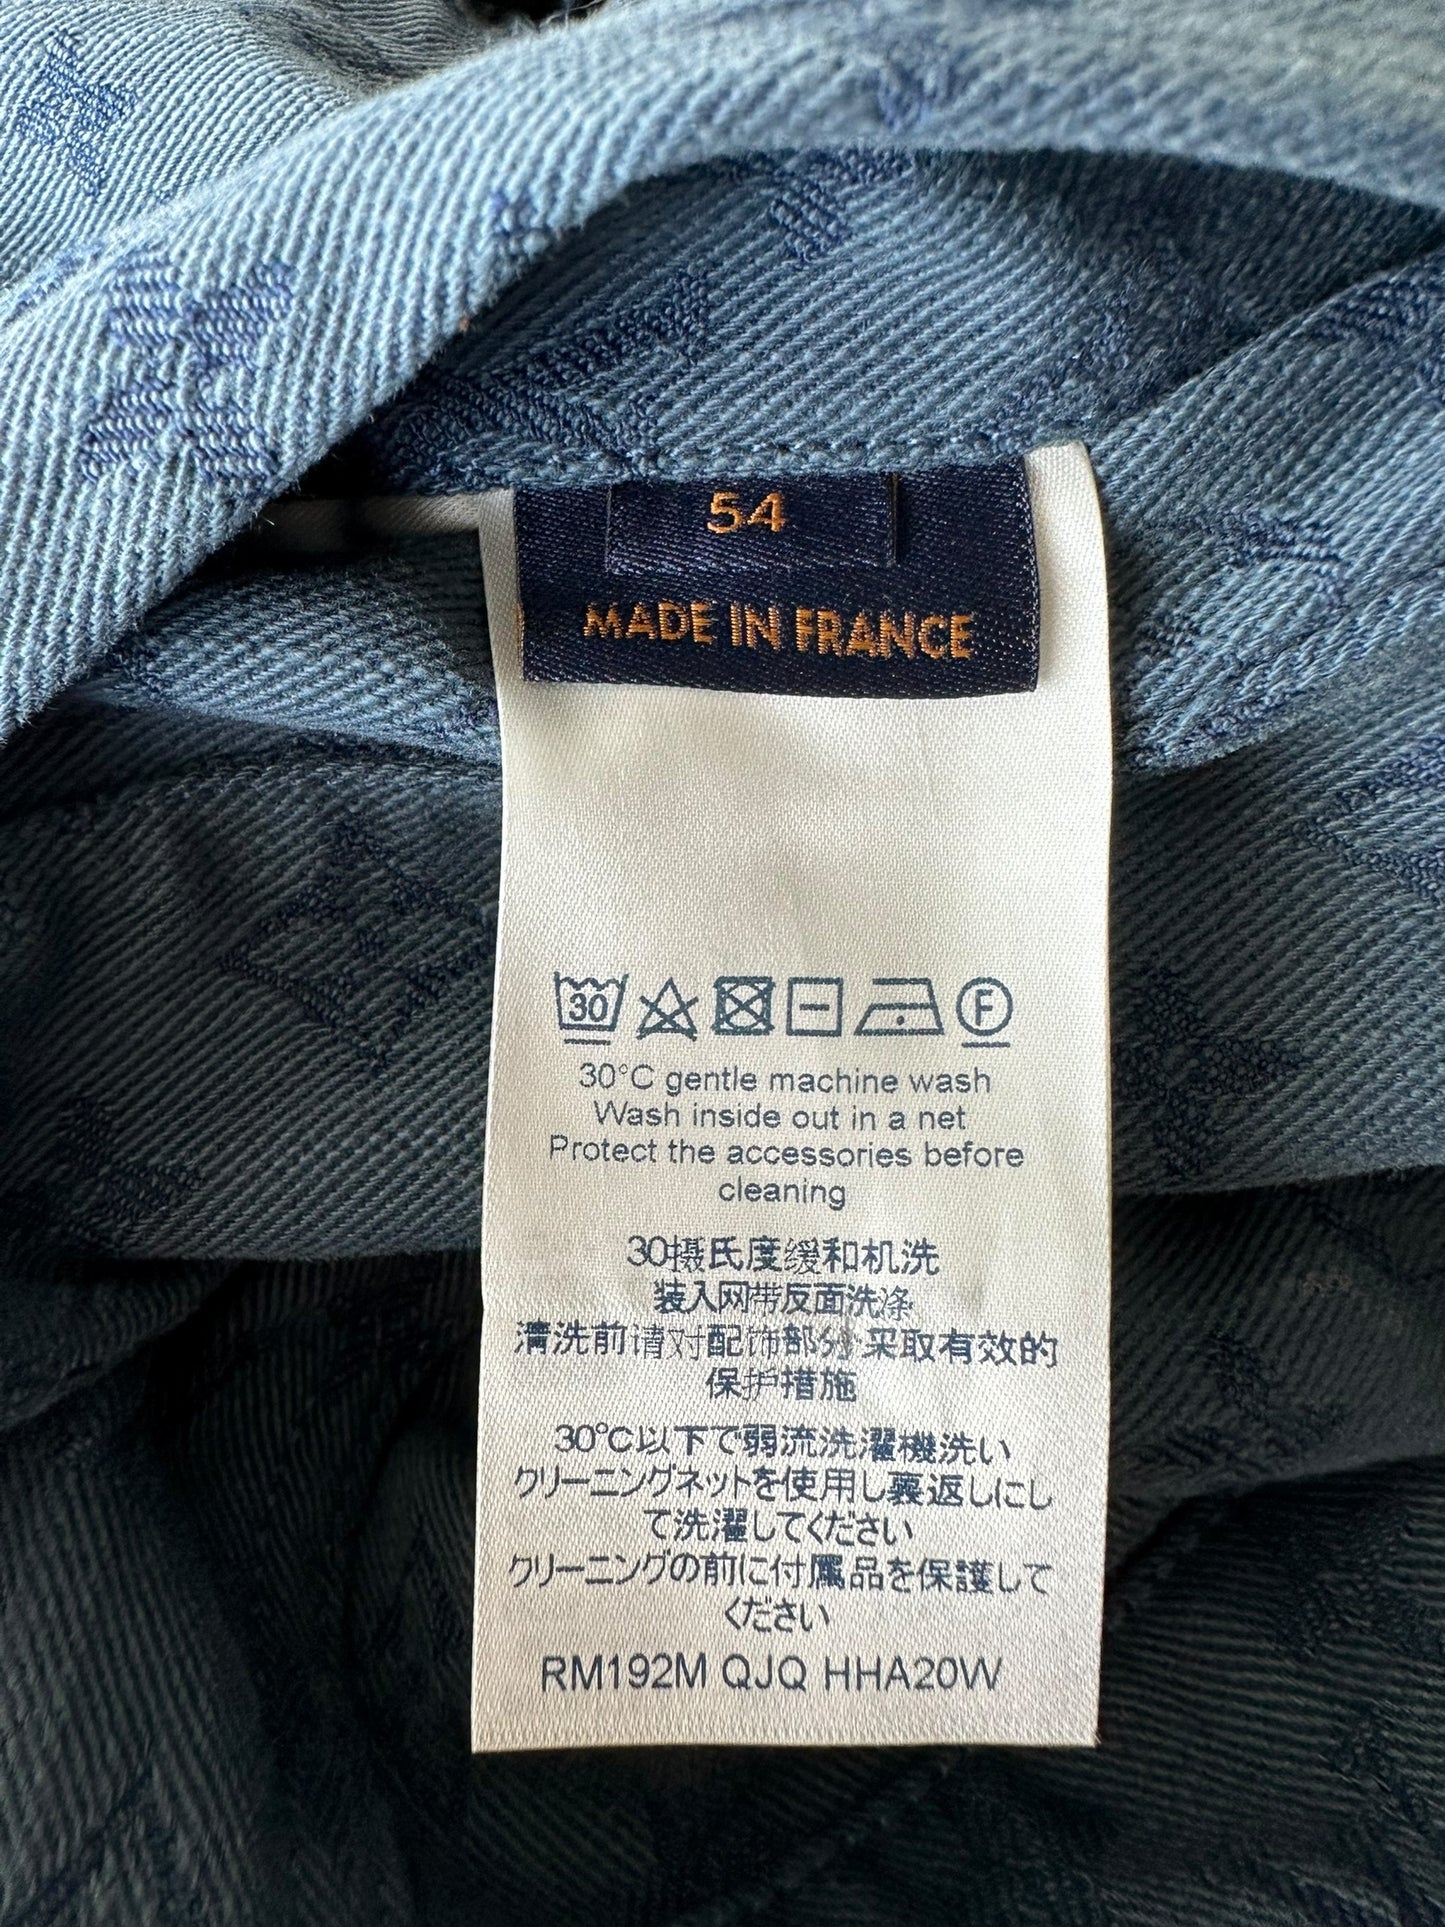 54
MADE IN FRANCE
30
F
30°C gentle machine wash
Wash inside out in a net
Protect the accessories before
cleaning
30摄氏度缓和机洗
装入网带反面洗涤
清洗前请对配饰部分采取有效的
保护措施
30°C以下で弱流洗濯機洗い
クリーニングネットを使用し裏返しにし
て洗濯してください
クリーニングの前に付属品を保護して
ください
RM192M QJQ HHA20W